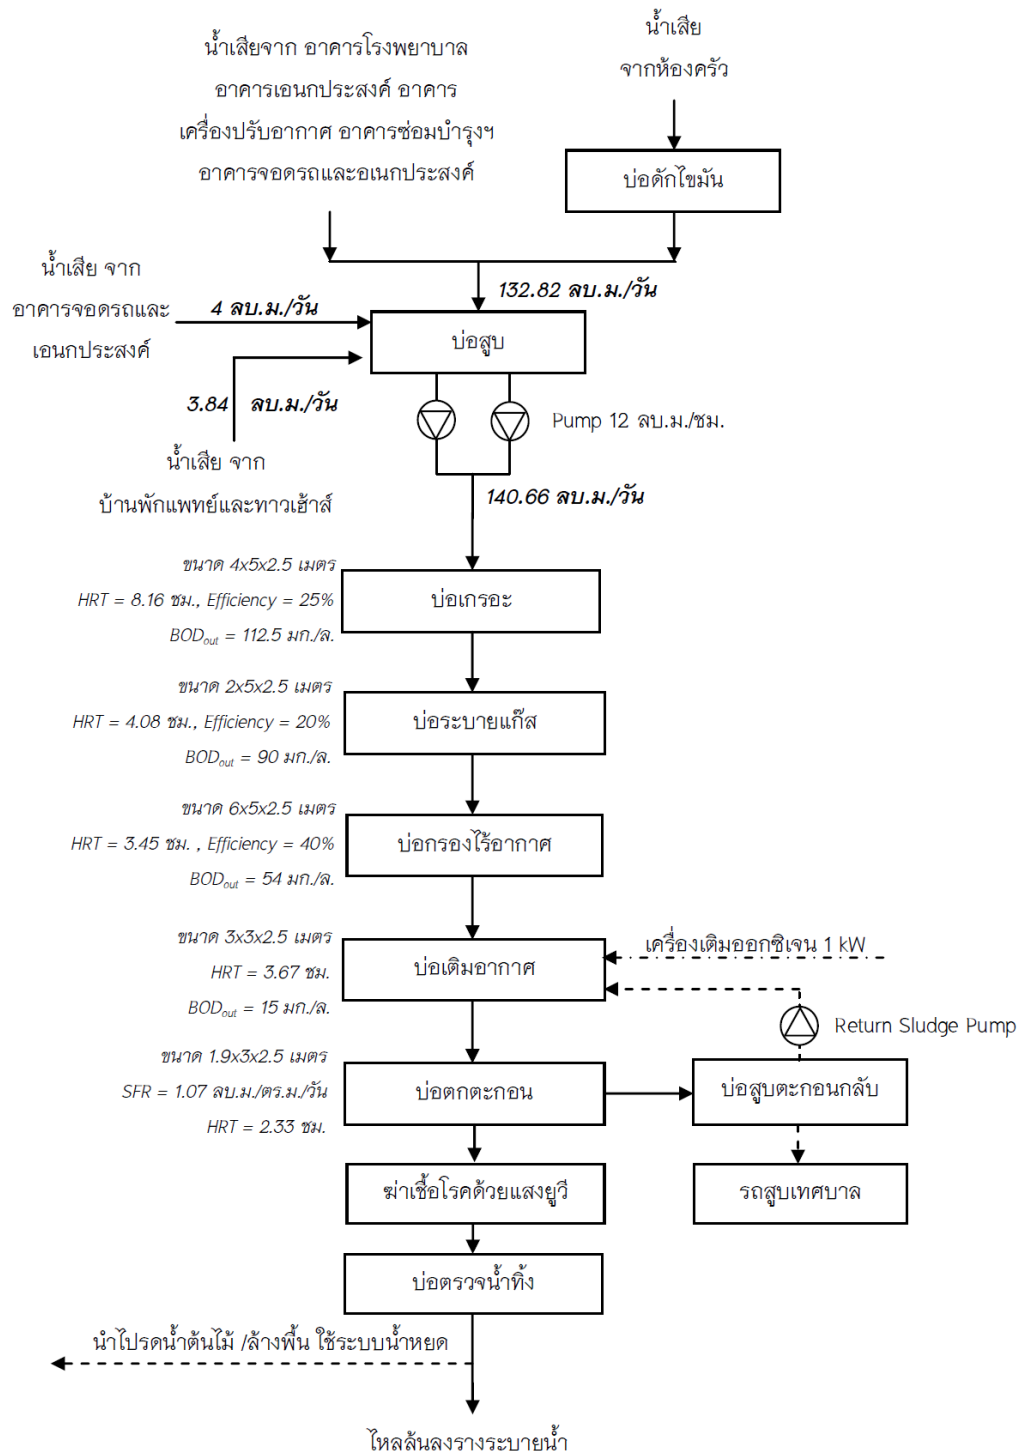 น้ำเสียจาก อาคารโรงพยาบาล
อาคารเอนกประสงค์ อาคาร
เครื่องปรับอากาศ อาคารซ่อมบำรุงฯ
อาคารจอดรถและอเนกประสงค์
น้ำเสีย
จากห้องครัว
บ่อดักไขมัน
น้ำเสีย จาก
อาคารจอดรถและ
เอนกประสงค์
4 ลบ.ม./วัน
132.82 ลบ.ม./วัน
บ่อสูบ
3.84 ลบ.ม./วัน
Pump 12 ลบ.ม./ชม.
น้ำเสีย จาก
บ้านพักแพทย์และทาวเฮ้าส์
140.66 ลบ.ม./วัน
ขนาด 4x5x2.5 เมตร
HRT = 8.16 ชม., Efficiency = 25%
BODout = 112.5 มก./ล.
บ่อเกรอะ
ขนาด 2x5x2.5 เมตร
HRT = 4.08 ชม., Efficiency = 20%
BODout = 90 มก./ล.
บ่อระบายแก๊ส
ขนาด 6x5x2.5 เมตร
HRT = 3.45 ชม. , Efficiency = 40%
BODout = 54 มก./ล.
บ่อกรองไร้อากาศ
ขนาด 3x3x2.5 เมตร
HRT = 3.67 ชม.
BODout = 15 มก./ล.
บ่อเติมอากาศ
เครื่องเติมออกซิเจน 1 kW
Return Sludge Pump
ขนาด 1.9x3x2.5 เมตร
SFR = 1.07 ลบ.ม./ตร.ม./วัน
HRT = 2.33 ชม.
บ่อตกตะกอน
บ่อสูบตะกอนกลับ
ฆ่าเชื้อโรคด้วยแสงยูวี
รถสูบเทศบาล
บ่อตรวจน้ำทิ้ง
นำไปรดน้ำต้นไม้ /ล้างพื้น ใช้ระบบน้ำหยด
ไหลล้นลงรางระบายน้ำ